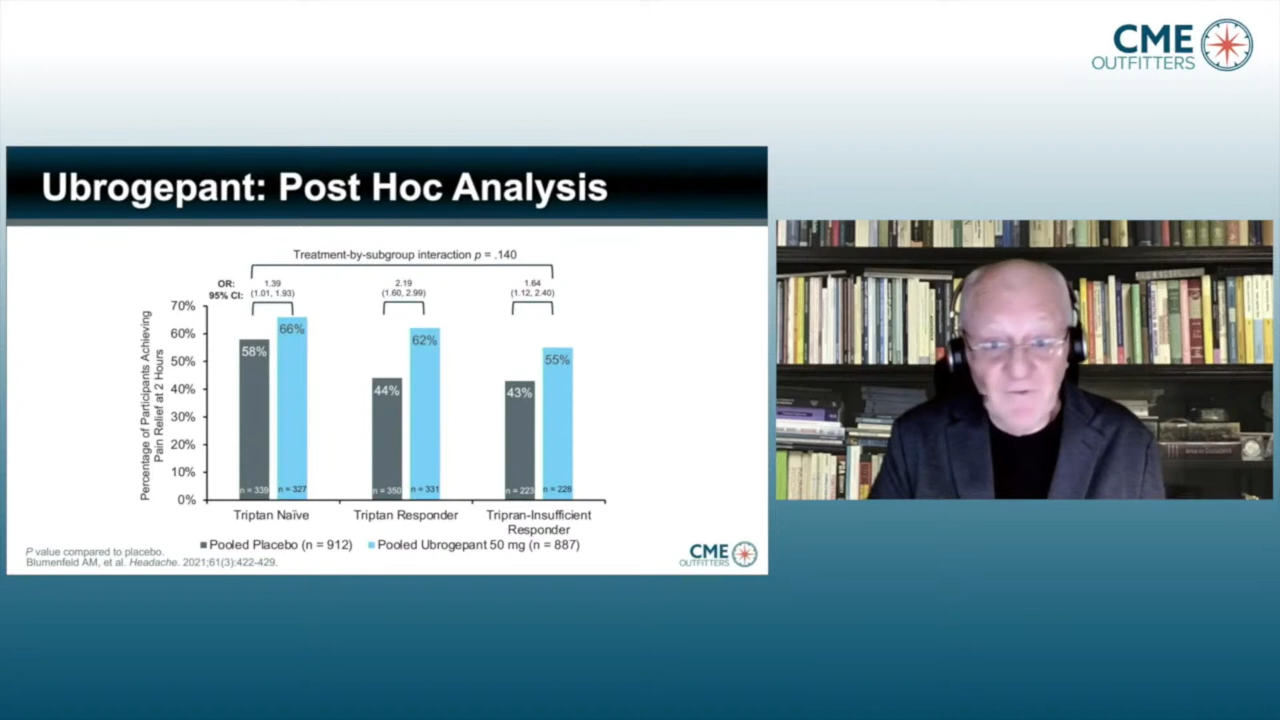 CME
OUTFITTERS
Ubrogepant: Post Hoc Analysis
Treatment-by-subgroup interaction p = .140
OR:
95% CI:
1.39
(1.01, 1.93)
2.19
(1.60, 2.99)
1.64
(1.12, 2.40)
Percentage of Participants Achieving
Pain Relief at 2 Hours
70%
60%
50%
40%
30%
20%
10%
0%
58%
66%
44%
62%
43%
55%
n = 339
n = 327
n = 350
n = 331
n = 223
n = 228
Triptan Naïve
Triptan Responder
Tripran-Insufficient
Responder
Pooled Placebo (n = 912)
Pooled Ubrogepant 50 mg (n = 887)
P value compared to placebo.
Blumenfeld AM, et al. Headache. 2021;61(3):422-429.
CME
OUTFITTERS